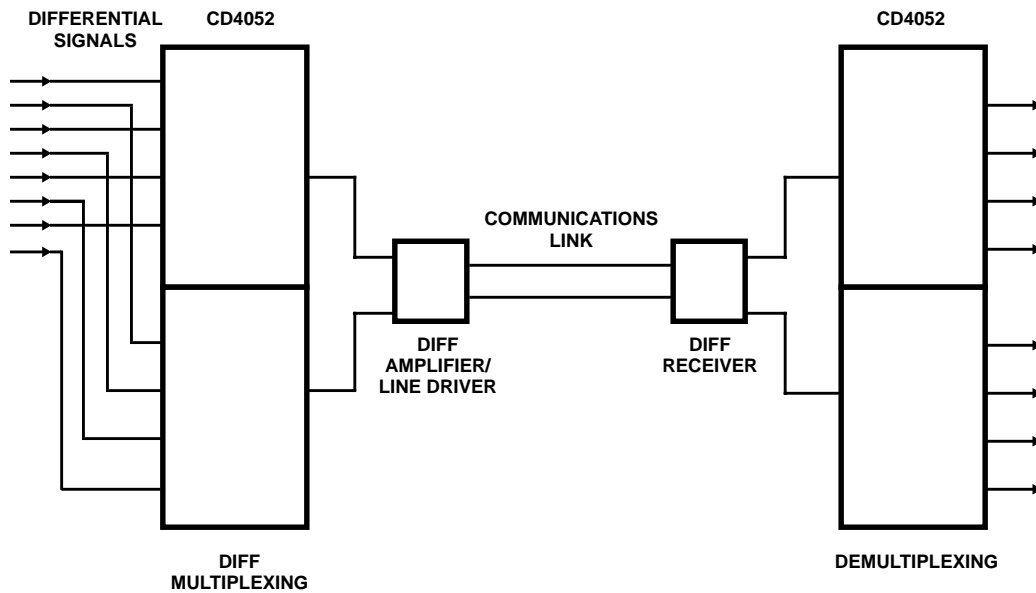 DIFFERENTIAL
SIGNALS
CD4052
CD4052
COMMUNICATIONS
LINK
DIFF
AMPLIFIER/
LINE DRIVER
DIFF
RECEIVER
DIFF
MULTIPLEXING
DEMULTIPLEXING